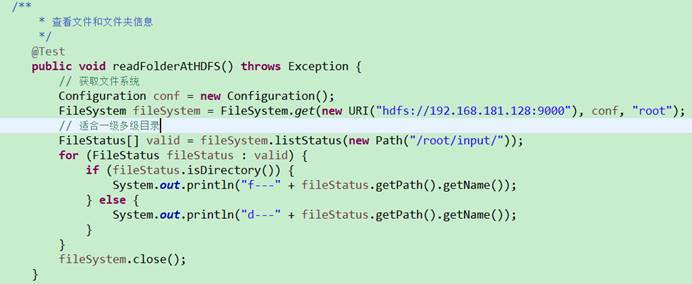 /**
 * 查看文件和文件夹信息
 */
@Test
public void readFolderAtHDFS() throws Exception {
    // 获取文件系统
    Configuration conf = new Configuration();
    FileSystem fileSystem = FileSystem.get(new URI("hdfs://192.168.181.128:9000"), conf, "root");
    // 适合一级多级目录
    FileStatus[] valid = fileSystem.listStatus(new Path("/root/input/"));
    for (FileStatus fileStatus : valid) {
        if (fileStatus.isDirectory()) {
            System.out.println("f---" + fileStatus.getPath().getName());
        } else {
            System.out.println("d---" + fileStatus.getPath().getName());
        }
    }
    fileSystem.close();
}